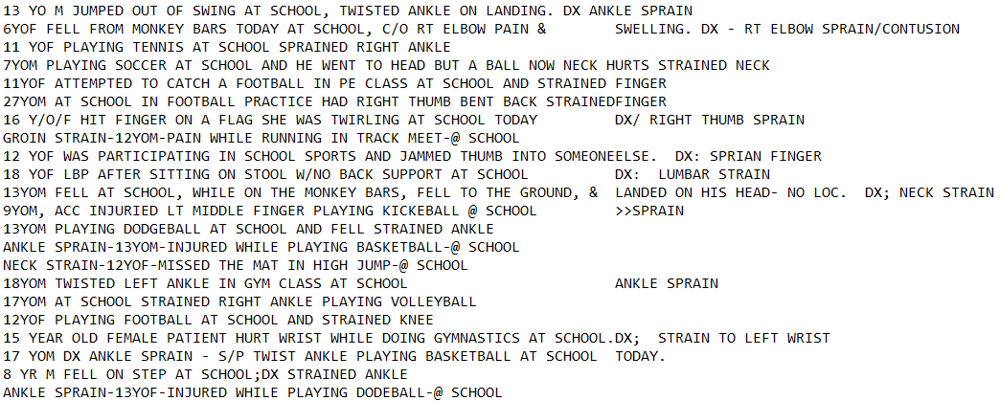 13 YO M JUMPED OUT OF SWING AT SCHOOL, TWISTED ANKLE ON LANDING. DX ANKLE SPRAIN
6YOF FELL FROM MONKEY BARS TODAY AT SCHOOL, C/O RT ELBOW PAIN & SWELLING. DX - RT ELBOW SPRAIN/CONTUSION
11 YOF PLAYING TENNIS AT SCHOOL SPRAINED RIGHT ANKLE
7YOM PLAYING SOCCER AT SCHOOL AND HE WENT TO HEAD BUT A BALL NOW NECK HURTS STRAINED NECK
11YOF ATTEMPTED TO CATCH A FOOTBALL IN PE CLASS AT SCHOOL AND STRAINED FINGER
27YOM AT SCHOOL IN FOOTBALL PRACTICE HAD RIGHT THUMB BENT BACK STRAINEDFINGER
16 Y/O/F HIT FINGER ON A FLAG SHE WAS TWIRLING AT SCHOOL TODAY DX/ RIGHT THUMB SPRAIN
GROIN STRAIN-12YOM-PAIN WHILE RUNNING IN TRACK MEET-@ SCHOOL
12 YOF WAS PARTICIPATING IN SCHOOL SPORTS AND JAMMED THUMB INTO SOMEONEELSE. DX: SPRIAN FINGER
18 YOF LBP AFTER SITTING ON STOOL W/NO BACK SUPPORT AT SCHOOL DX: LUMBAR STRAIN
13YOM FELL AT SCHOOL, WHILE ON THE MONKEY BARS, FELL TO THE GROUND, & LANDED ON HIS HEAD- NO LOC. DX; NECK STRAIN
9YOM, ACC INJURIED LT MIDDLE FINGER PLAYING KICKEBALL @ SCHOOL >>SPRAIN
13YOM PLAYING DODGEBALL AT SCHOOL AND FELL STRAINED ANKLE
ANKLE SPRAIN-13YOM-INJURED WHILE PLAYING BASKETBALL-@ SCHOOL
NECK STRAIN-12YOF-MISSED THE MAT IN HIGH JUMP-@ SCHOOL
18YOM TWISTED LEFT ANKLE IN GYM CLASS AT SCHOOL ANKLE SPRAIN
17YOM AT SCHOOL STRAINED RIGHT ANKLE PLAYING VOLLEYBALL
12YOF PLAYING FOOTBALL AT SCHOOL AND STRAINED KNEE
15 YEAR OLD FEMALE PATIENT HURT WRIST WHILE DOING GYMNASTICS AT SCHOOL.DX; STRAIN TO LEFT WRIST
17 YOM DX ANKLE SPRAIN - S/P TWIST ANKLE PLAYING BASKETBALL AT SCHOOL TODAY.
8 YR M FELL ON STEP AT SCHOOL;DX STRAINED ANKLE
ANKLE SPRAIN-13YOF-INJURED WHILE PLAYING DODEBALL-@ SCHOOL